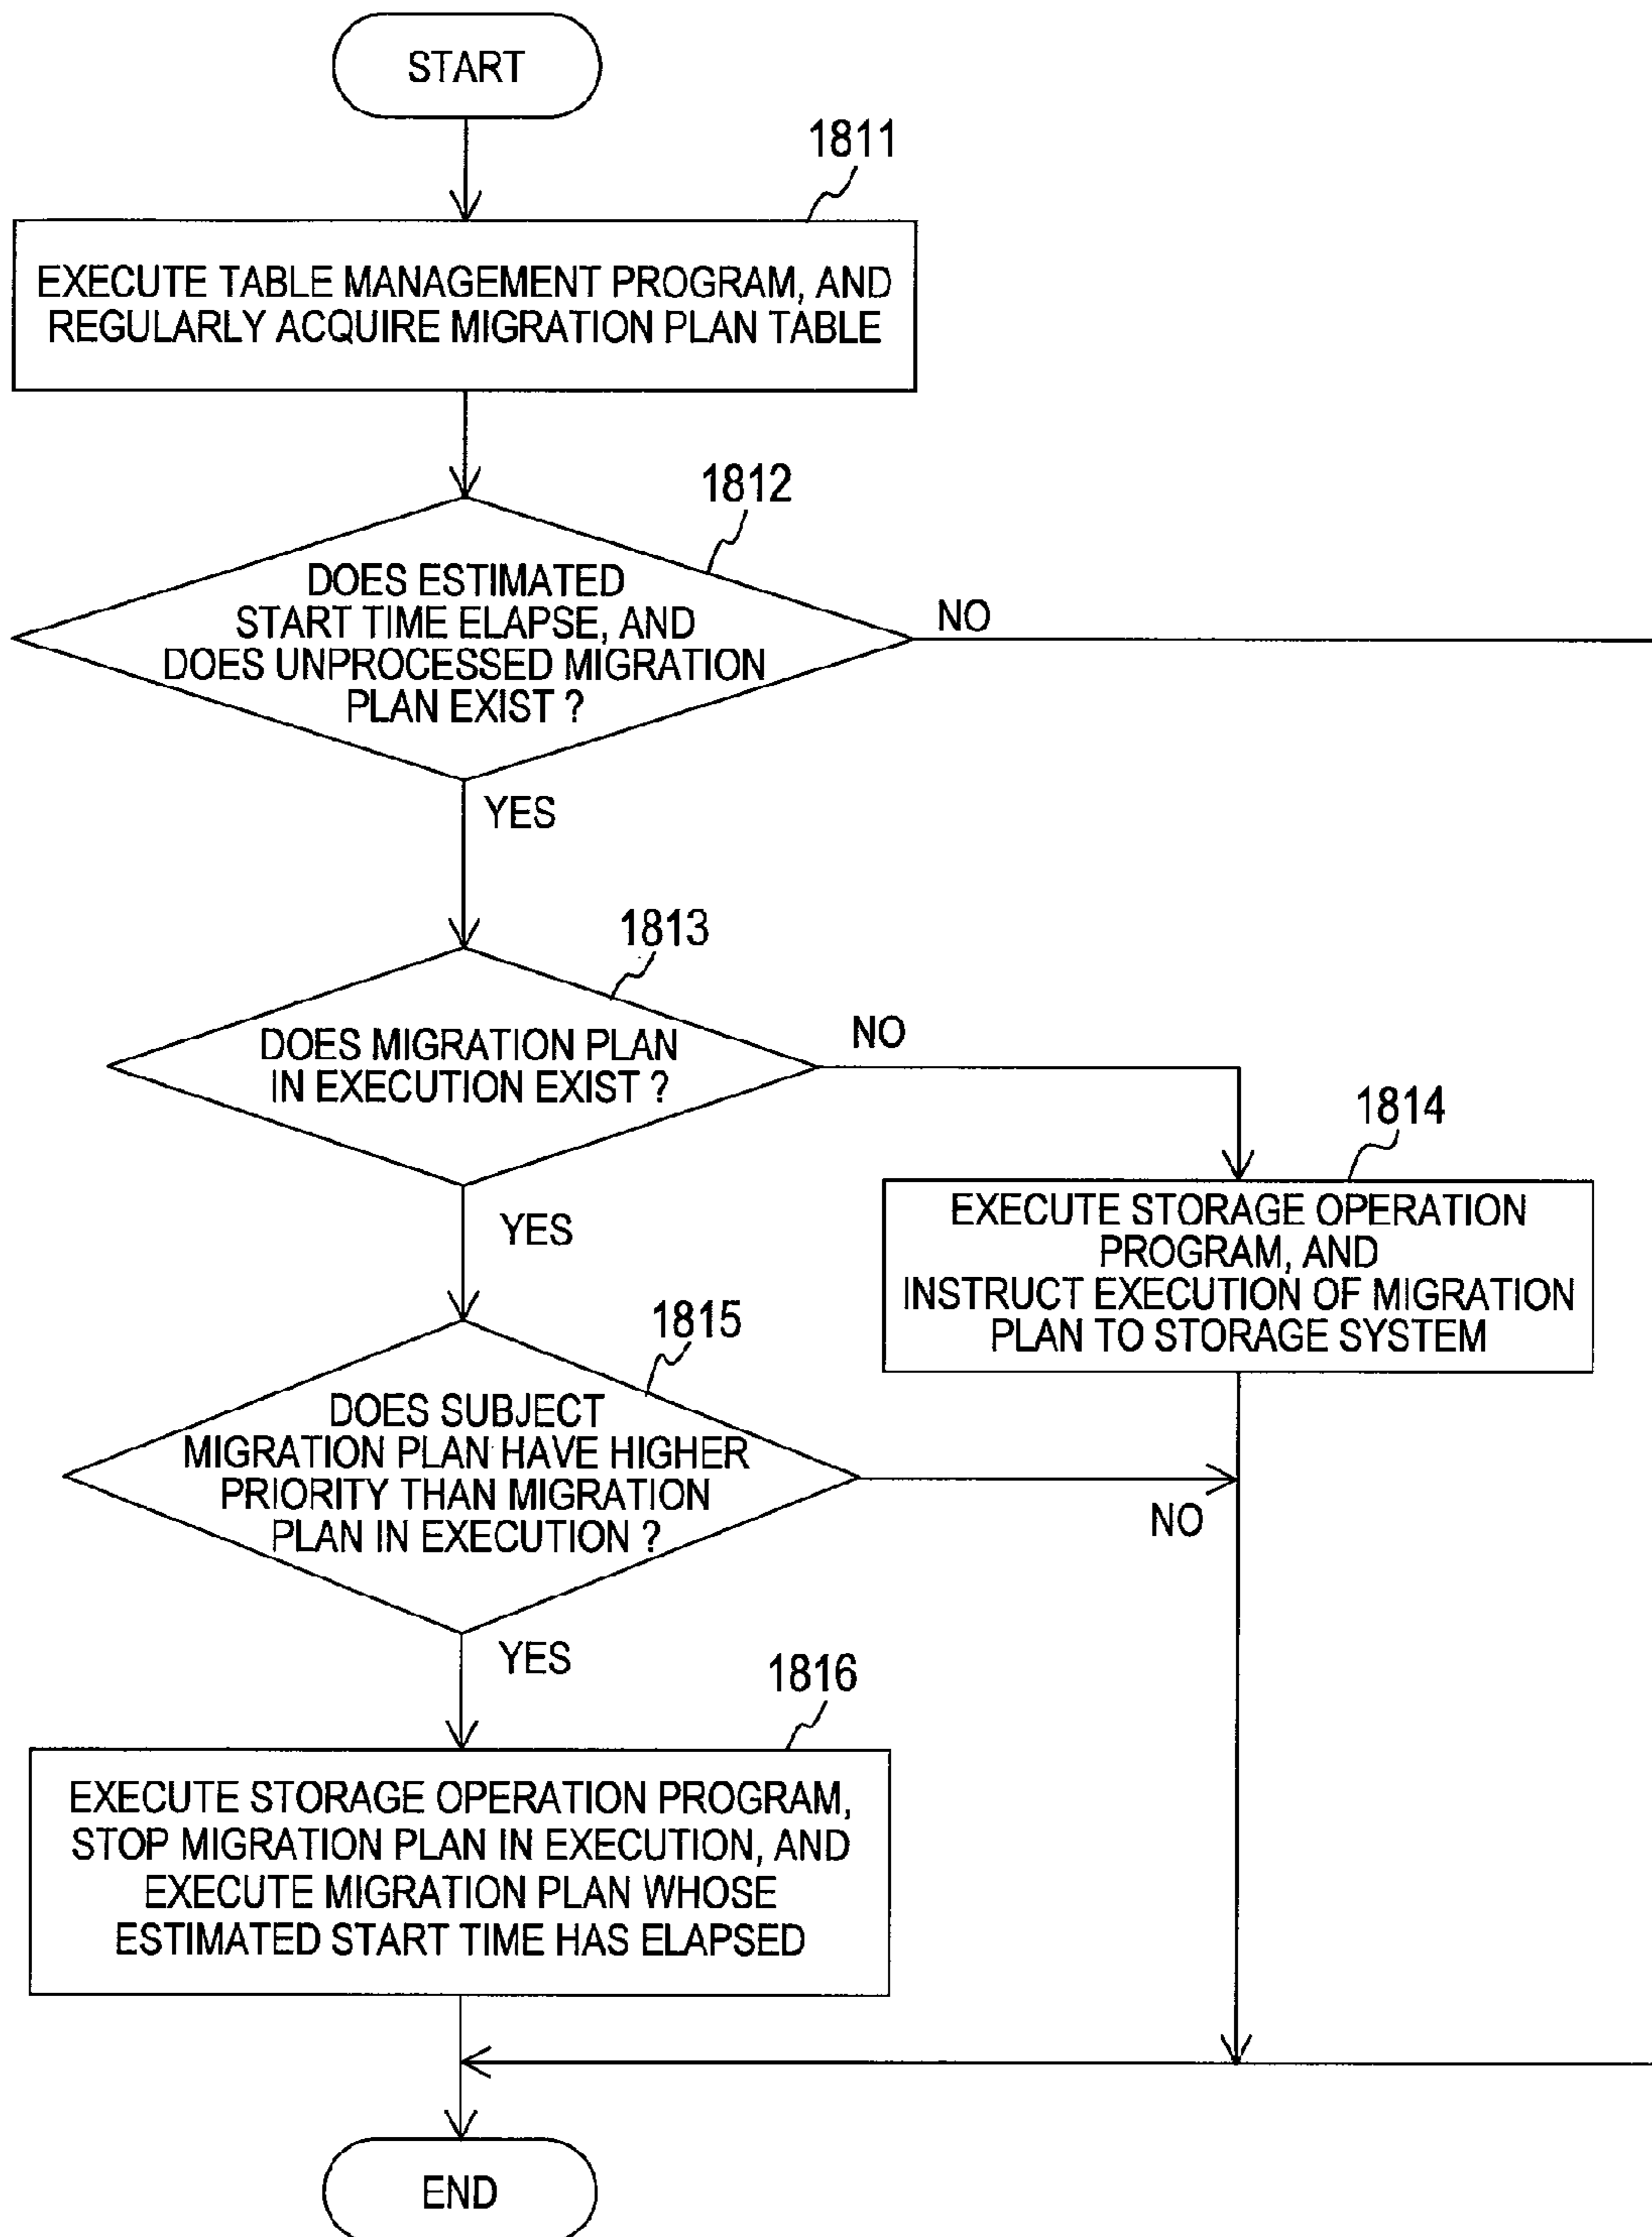 START
1811
EXECUTE TABLE MANAGEMENT PROGRAM, AND
REGULARLY ACQUIRE MIGRATION PLAN TABLE
1812
DOES ESTIMATED
START TIME ELAPSE, AND
DOES UNPROCESSED MIGRATION
PLAN EXIST ?
NO
YES
1813
DOES MIGRATION PLAN
IN EXECUTION EXIST ?
NO
YES
1814
EXECUTE STORAGE OPERATION
PROGRAM, AND
INSTRUCT EXECUTION OF MIGRATION
PLAN TO STORAGE SYSTEM
1815
DOES SUBJECT
MIGRATION PLAN HAVE HIGHER
PRIORITY THAN MIGRATION
PLAN IN EXECUTION ?
NO
YES
1816
EXECUTE STORAGE OPERATION PROGRAM,
STOP MIGRATION PLAN IN EXECUTION, AND
EXECUTE MIGRATION PLAN WHOSE
ESTIMATED START TIME HAS ELAPSED
END